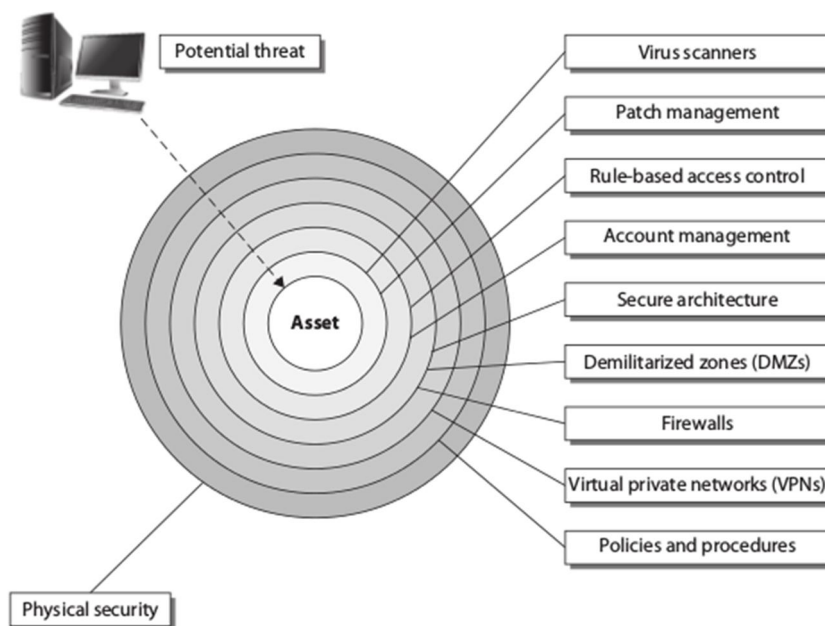 Potential threat
Virus scanners
Patch management
Rule-based access control
Account management
Asset
Secure architecture
Demilitarized zones (DMZs)
Firewalls
Virtual private networks (VPNs)
Policies and procedures
Physical security